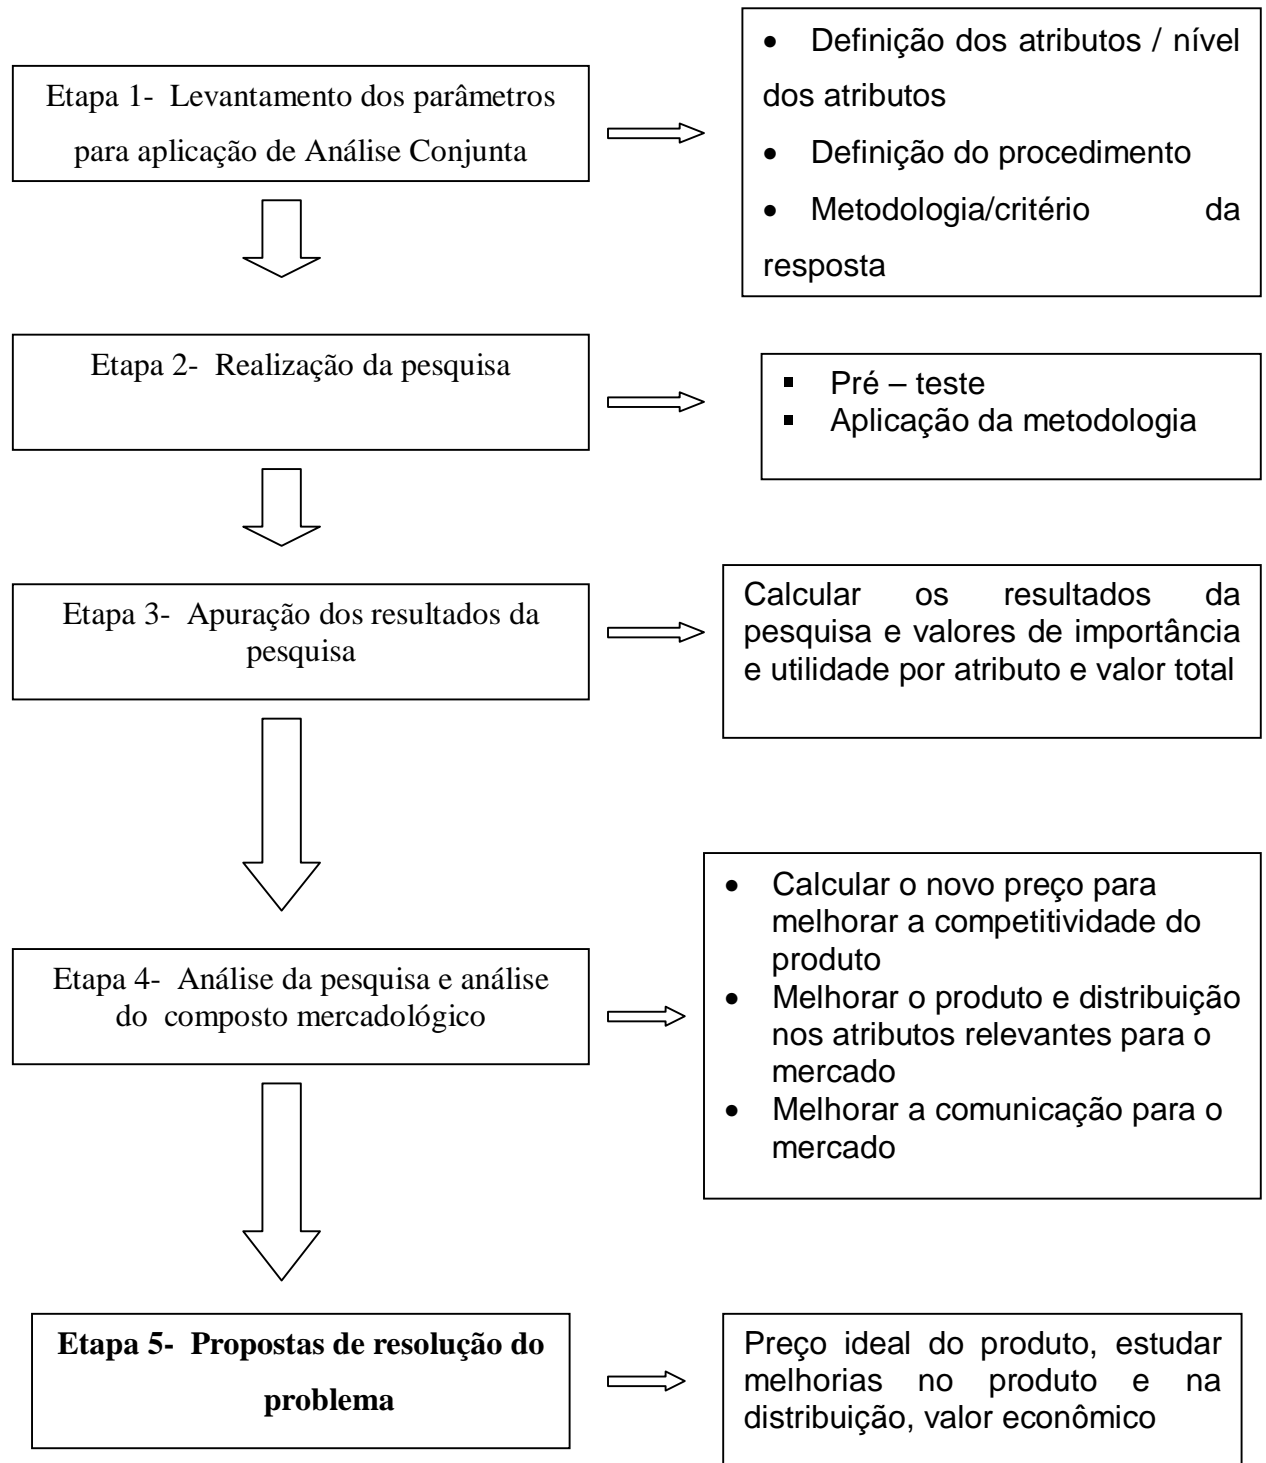 Etapa 1- Levantamento dos parâmetros
para aplicação de Análise Conjunta
• Definição dos atributos / nível
dos atributos
• Definição do procedimento
• Metodologia/critério da
resposta
Etapa 2- Realização da pesquisa
▪ Pré – teste
▪ Aplicação da metodologia
Etapa 3- Apuração dos resultados da
pesquisa
Calcular os resultados da
pesquisa e valores de importância
e utilidade por atributo e valor total
Etapa 4- Análise da pesquisa e análise
do composto mercadológico
• Calcular o novo preço para
melhorar a competitividade do
produto
• Melhorar o produto e distribuição
nos atributos relevantes para o
mercado
• Melhorar a comunicação para o
mercado
Etapa 5- Propostas de resolução do
problema
Preço ideal do produto, estudar
melhorias no produto e na
distribuição, valor econômico